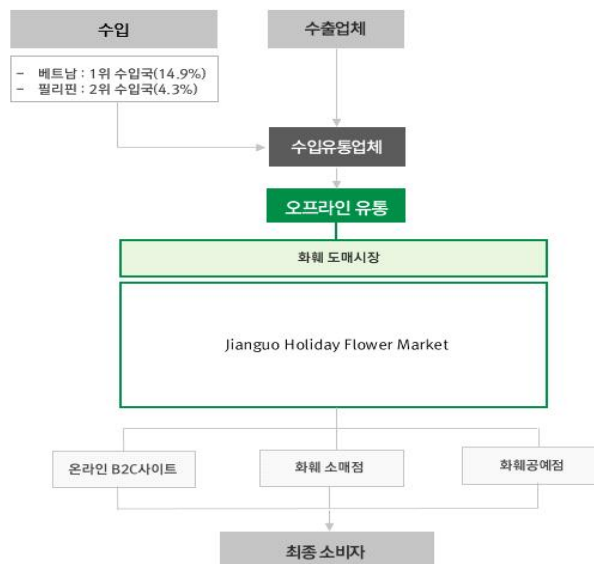 수입
수출업체
- 베트남 : 1위 수입국(14.9%)
- 필리핀 : 2위 수입국(4.3%)
수입유통업체
오프라인 유통
화훼 도매시장
Jianguo Holiday Flower Market
온라인 B2C사이트
화훼 소매점
화훼공예점
최종 소비자